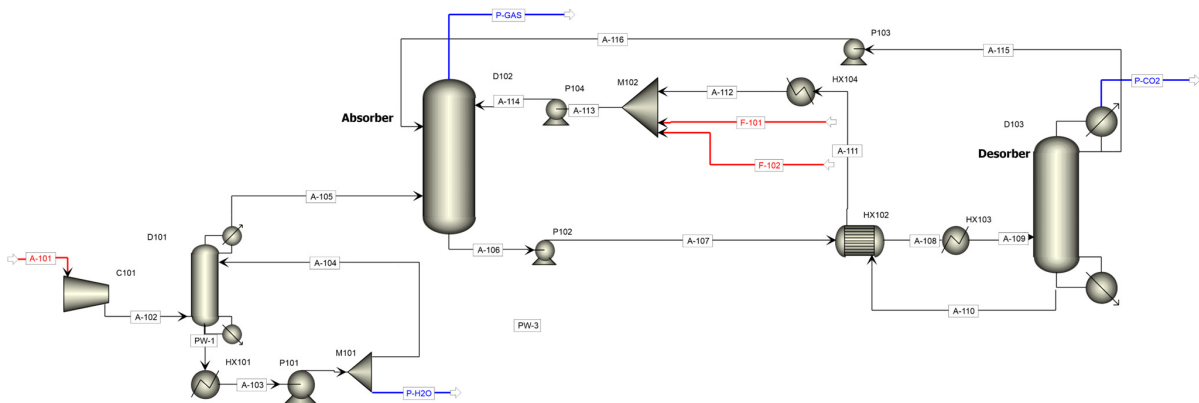 P-GAS
A-116
P103
A-115
D102
P104
M102
A-112
HX104
P-CO2
A-114
A-113
Absorber
F-101
D103
A-111
Desorber
F-102
A-105
HX102
D101
P102
HX103
A-106
A-107
A-108
A-109
A-101
A-104
C101
A-110
A-102
PW-3
PW-1
HX101
P101
M101
A-103
P-H2O